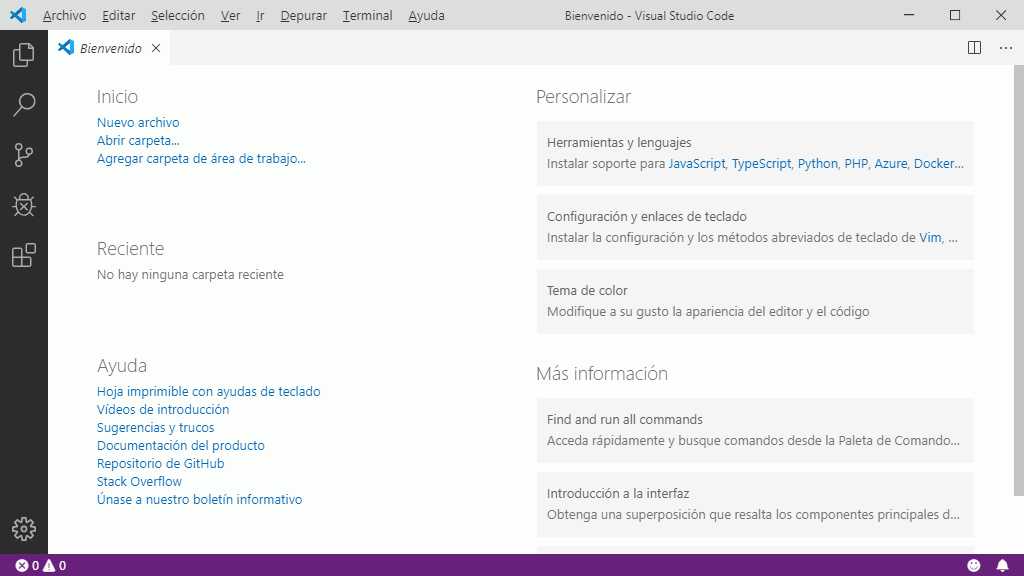 Archivo Editar Selección Ver Ir Depurar Terminal Ayuda Bienvenido - Visual Studio Code
Bienvenido
Inicio
Nuevo archivo
Abrir carpeta...
Agregar carpeta de área de trabajo...
Reciente
No hay ninguna carpeta reciente
Ayuda
Hoja imprimible con ayudas de teclado
Vídeos de introducción
Sugerencias y trucos
Documentación del producto
Repositorio de GitHub
Stack Overflow
Únase a nuestro boletín informativo
Personalizar
Herramientas y lenguajes
Instalar soporte para JavaScript, TypeScript, Python, PHP, Azure, Docker...
Configuración y enlaces de teclado
Instalar la configuración y los métodos abreviados de teclado de Vim, ...
Tema de color
Modifique a su gusto la apariencia del editor y el código
Más información
Find and run all commands
Acceda rápidamente y busque comandos desde la Paleta de Comando...
Introducción a la interfaz
Obtenga una superposición que resalta los componentes principales d...
0 0